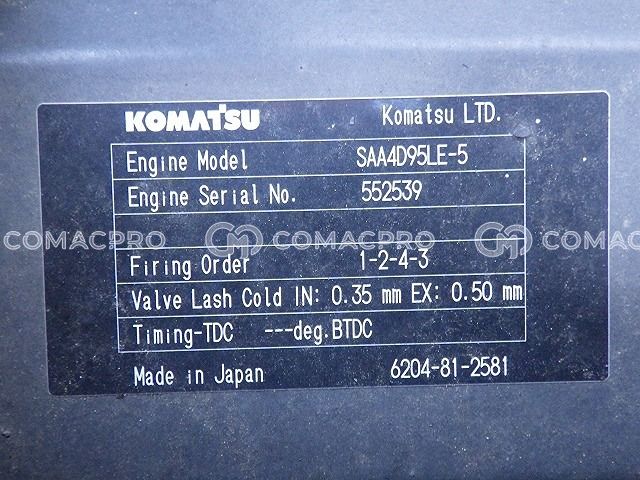 KOMATSU Komatsu LTD.
Engine Model SAA4D95LE-5
Engine Serial No. 552539
COMACPRO COMACPRO COMACPRO
Firing Order 1-2-4-3
Valve Lash Cold IN: 0.35 mm EX: 0.50 mm
Timing-TDC ---deg.BTDC
Made in Japan 6204-81-2581